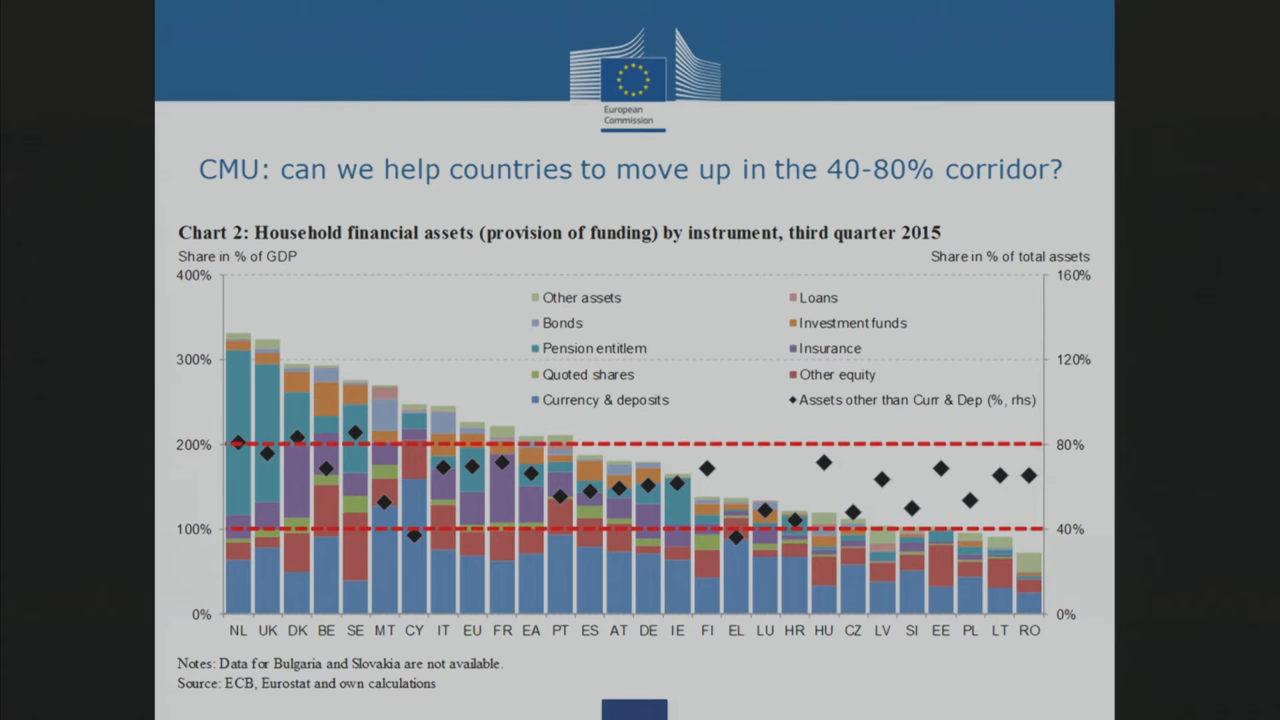 European
Commission
CMU: can we help countries to move up in the 40-80% corridor?
Chart 2: Household financial assets (provision of funding) by instrument, third quarter 2015
Share in % of GDP
Share in % of total assets
400%
160%
Other assets
Loans
Bonds
Investment funds
300%
120%
Pension entitlem
Insurance
Quoted shares
Other equity
Currency & deposits
Assets other than Curr & Dep (%, rhs)
200%
80%
100%
40%
0%
0%
NL UK DK BE SE MT CY IT EU FR EA PT ES AT DE IE FI EL LU HR HU CZ LV SI EE PL LT RO
Notes: Data for Bulgaria and Slovakia are not available.
Source: ECB, Eurostat and own calculations